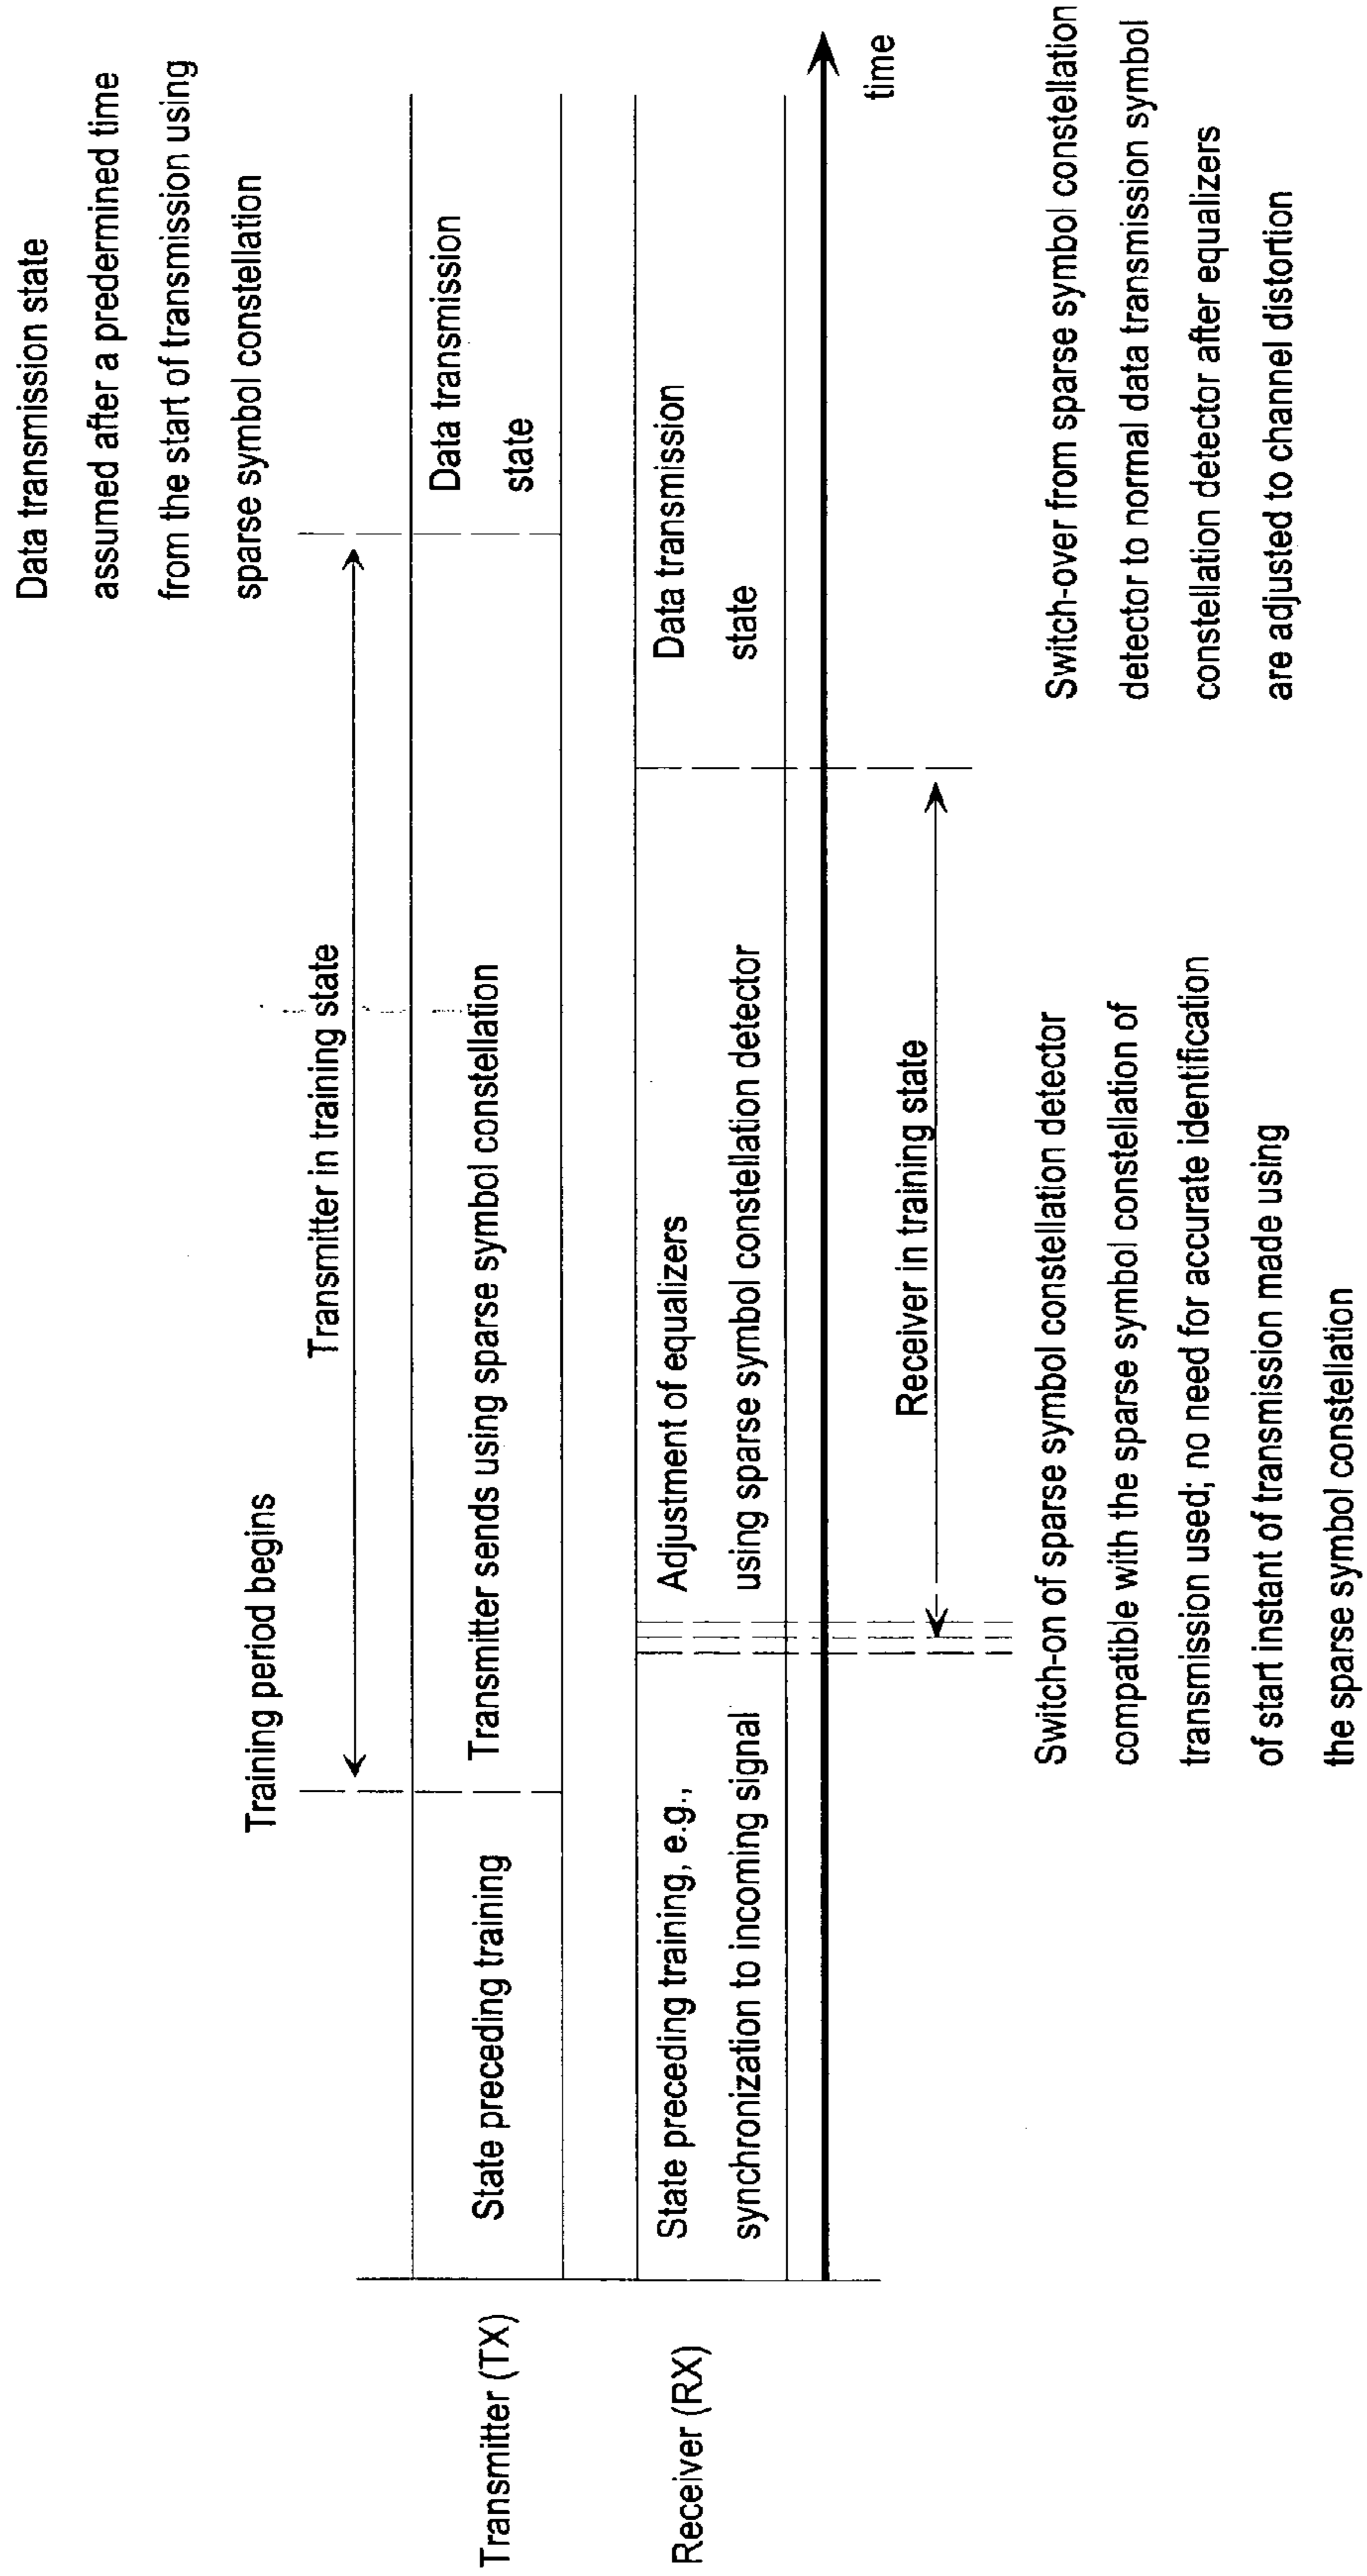 Data transmission state
assumed after a predermined time
from the start of transmission using
sparse symbol constellation
Training period begins
Transmitter in training state
Transmitter (TX)
State preceding training
Transmitter sends using sparse symbol constellation
Data transmission
state
Receiver (RX)
State preceding training, e.g.,
synchronization to incoming signal
Adjustment of equalizers
using sparse symbol constellation detector
Data transmission
state
time
Receiver in training state
Switch-on of sparse symbol constellation detector
compatible with the sparse symbol constellation of
transmission used; no need for accurate identification
of start instant of transmission made using
the sparse symbol constellation
Switch-over from sparse symbol constellation
detector to normal data transmission symbol
constellation detector after equalizers
are adjusted to channel distortion